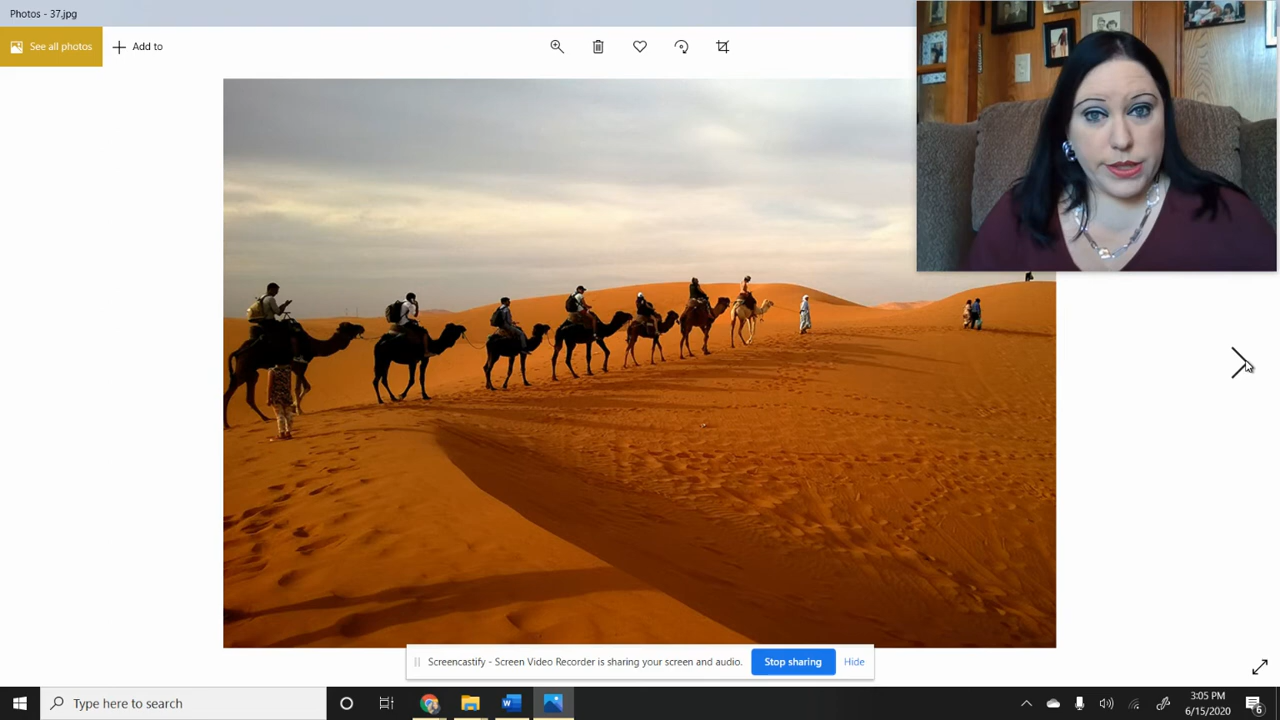 Photos - 37.jpg
See all photos
Add to
Screencastify - Screen Video Recorder is sharing your screen and audio.
Stop sharing
Hide
Type here to search
3:05 PM
6/15/2020
6